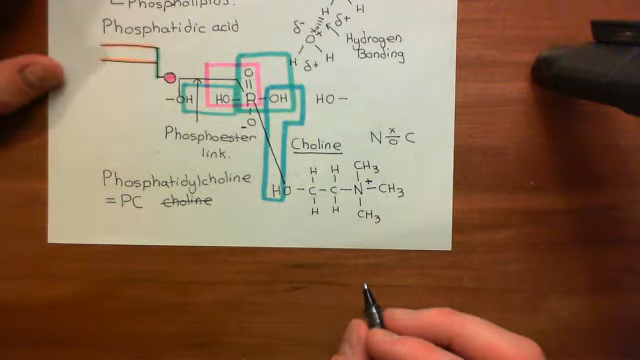 Phospholipids.
Phosphatidic acid
δ- H δ+
O
H δ+ H
Hydrogen
Bonding
O
-OH HO-P-OH HO-
-O
Phosphoester
link.
Choline
N x o C
Phosphatidylcholine
= PC choline
H H CH3
HO-C-C-N+-CH3
H H CH3